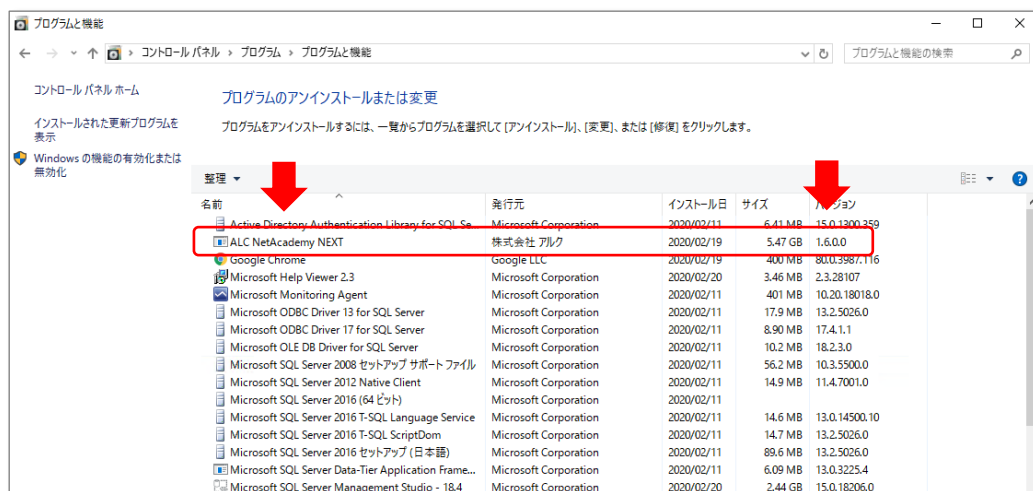 プログラムと機能
コントロール パネル › プログラム › プログラムと機能
プログラムと機能の検索
コントロール パネル ホーム
インストールされた更新プログラムを
表示
Windows の機能の有効化または
無効化
プログラムのアンインストールまたは変更
プログラムをアンインストールするには、一覧からプログラムを選択して [アンインストール]、[変更]、または [修復] をクリックします。
整理
名前 発行元 インストール日 サイズ バージョン
Active Directory Authentication Library for SQL Se... Microsoft Corporation 2020/02/11 6.41 MB 15.0.1300.359
ALC NetAcademy NEXT 株式会社 アルク 2020/02/19 5.47 GB 1.6.0.0
Google Chrome Google LLC 2020/02/19 400 MB 80.0.3987.116
Microsoft Help Viewer 2.3 Microsoft Corporation 2020/02/20 3.46 MB 2.3.28107
Microsoft Monitoring Agent Microsoft Corporation 2020/02/11 401 MB 10.20.18018.0
Microsoft ODBC Driver 13 for SQL Server Microsoft Corporation 2020/02/11 17.9 MB 13.2.5026.0
Microsoft ODBC Driver 17 for SQL Server Microsoft Corporation 2020/02/11 8.90 MB 17.4.1.1
Microsoft OLE DB Driver for SQL Server Microsoft Corporation 2020/02/11 10.2 MB 18.2.3.0
Microsoft SQL Server 2008 セットアップ サポート ファイル Microsoft Corporation 2020/02/11 56.2 MB 10.3.5500.0
Microsoft SQL Server 2012 Native Client Microsoft Corporation 2020/02/11 14.9 MB 11.4.7001.0
Microsoft SQL Server 2016 (64 ビット) Microsoft Corporation 2020/02/11
Microsoft SQL Server 2016 T-SQL Language Service Microsoft Corporation 2020/02/11 14.6 MB 13.0.14500.10
Microsoft SQL Server 2016 T-SQL ScriptDom Microsoft Corporation 2020/02/11 14.7 MB 13.2.5026.0
Microsoft SQL Server 2016 セットアップ (日本語) Microsoft Corporation 2020/02/11 89.6 MB 13.2.5026.0
Microsoft SQL Server Data-Tier Application Frame... Microsoft Corporation 2020/02/11 6.09 MB 13.0.3225.4
Microsoft SQL Server Management Studio - 18.4 Microsoft Corporation 2020/02/20 2.44 GB 15.0.18206.0